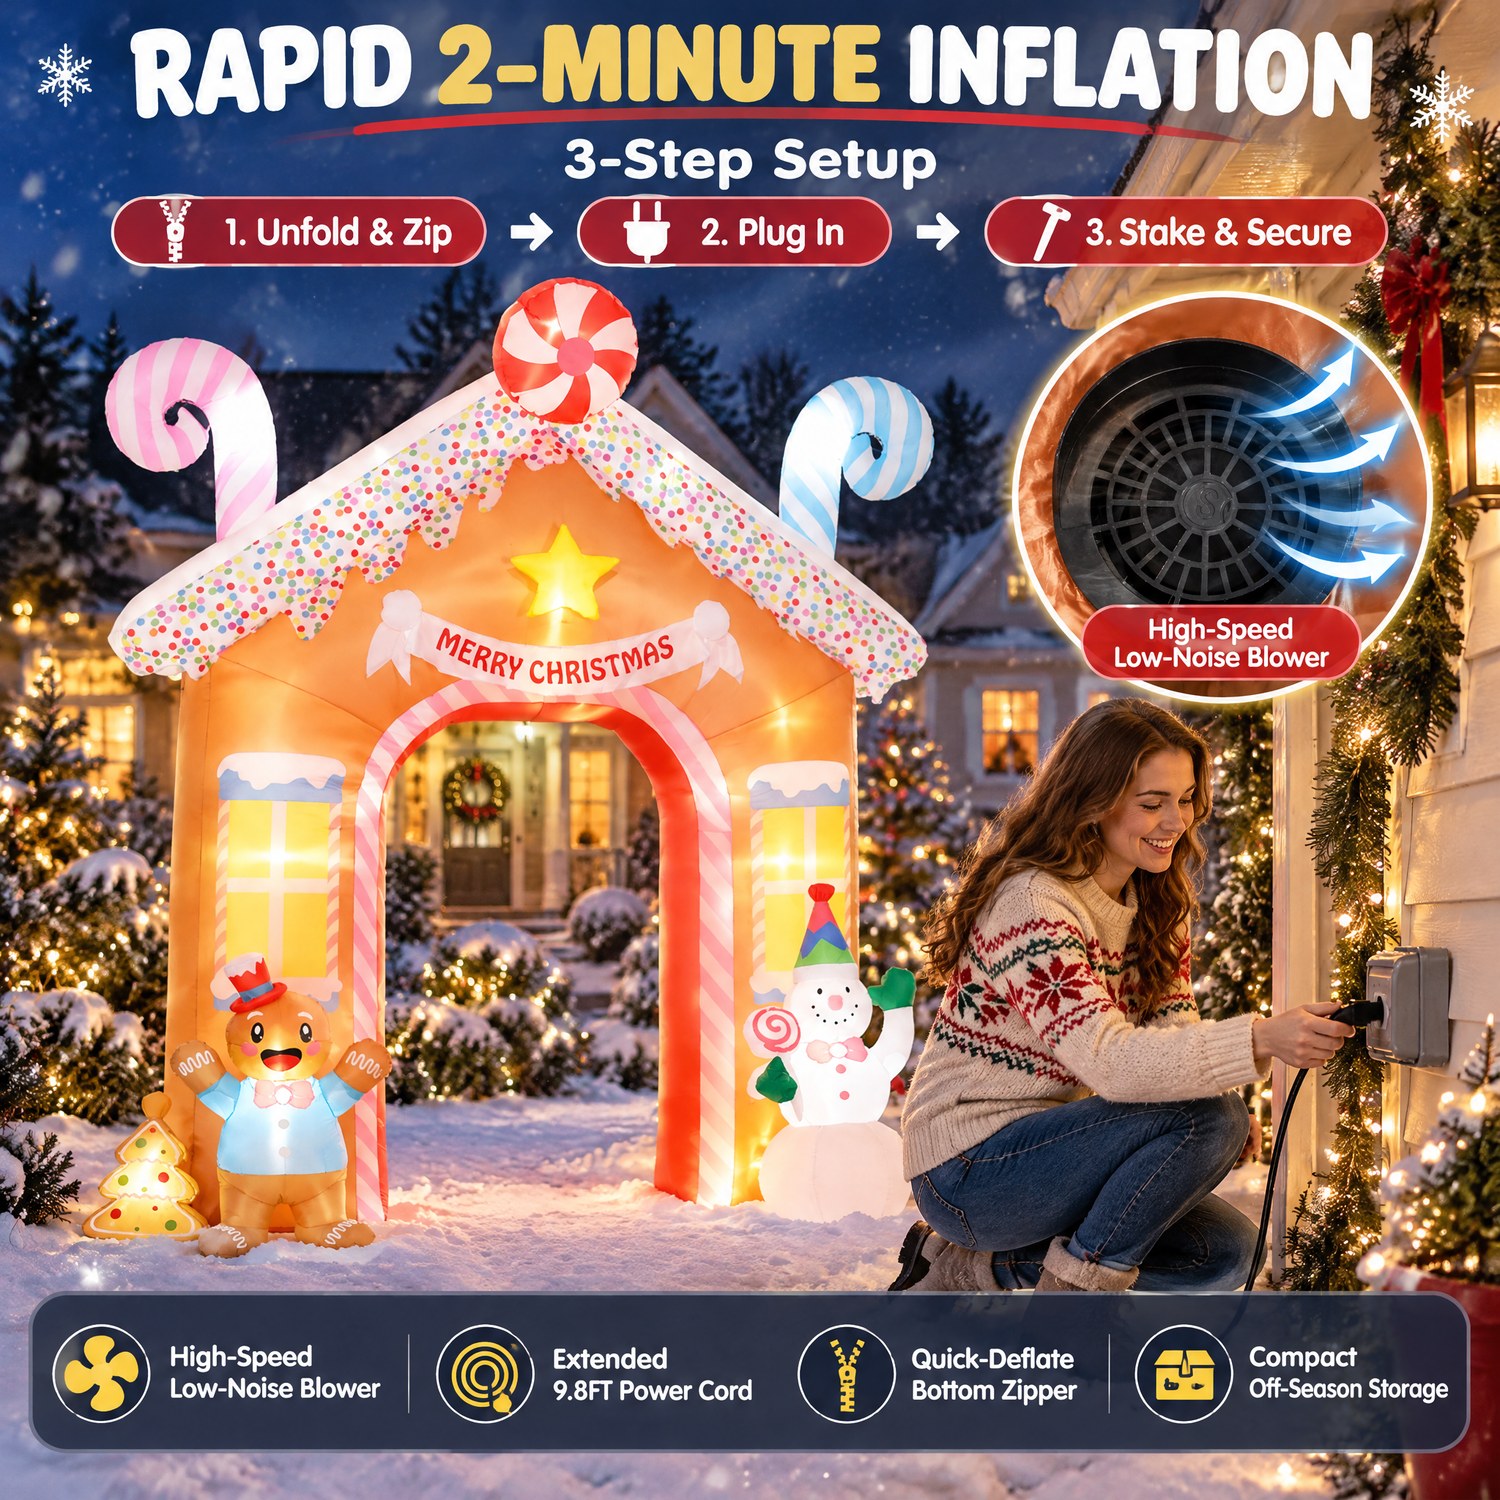 RAPID 2-MINUTE INFLATION
3-Step Setup
1. Unfold & Zip
2. Plug In
3. Stake & Secure
MERRY CHRISTMAS
High-Speed
Low-Noise Blower
High-Speed
Low-Noise Blower
Extended
9.8FT Power Cord
Quick-Deflate
Bottom Zipper
Compact
Off-Season Storage